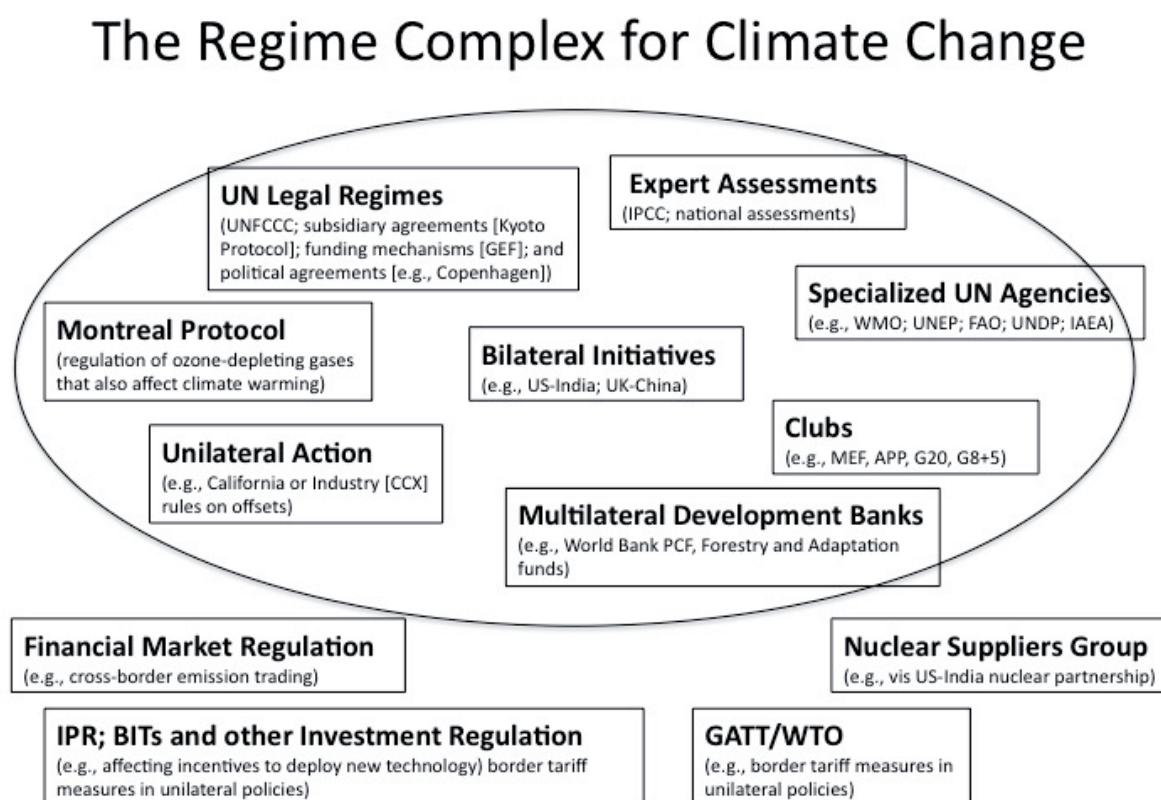 The Regime Complex for Climate Change
UN Legal Regimes
(UNFCCC; subsidiary agreements [Kyoto
Protocol]; funding mechanisms [GEF]; and
political agreements [e.g., Copenhagen])
Expert Assessments
(IPCC; national assessments)
Specialized UN Agencies
(e.g., WMO; UNEP; FAO; UNDP; IAEA)
Montreal Protocol
(regulation of ozone-depleting gases
that also affect climate warming)
Bilateral Initiatives
(e.g., US-India; UK-China)
Clubs
(e.g., MEF, APP, G20, G8+5)
Unilateral Action
(e.g., California or Industry [CCX]
rules on offsets)
Multilateral Development Banks
(e.g., World Bank PCF, Forestry and Adaptation
funds)
Financial Market Regulation
(e.g., cross-border emission trading)
Nuclear Suppliers Group
(e.g., vis US-India nuclear partnership)
IPR; BITs and other Investment Regulation
(e.g., affecting incentives to deploy new technology) border tariff
measures in unilateral policies)
GATT/WTO
(e.g., border tariff measures in
unilateral policies)